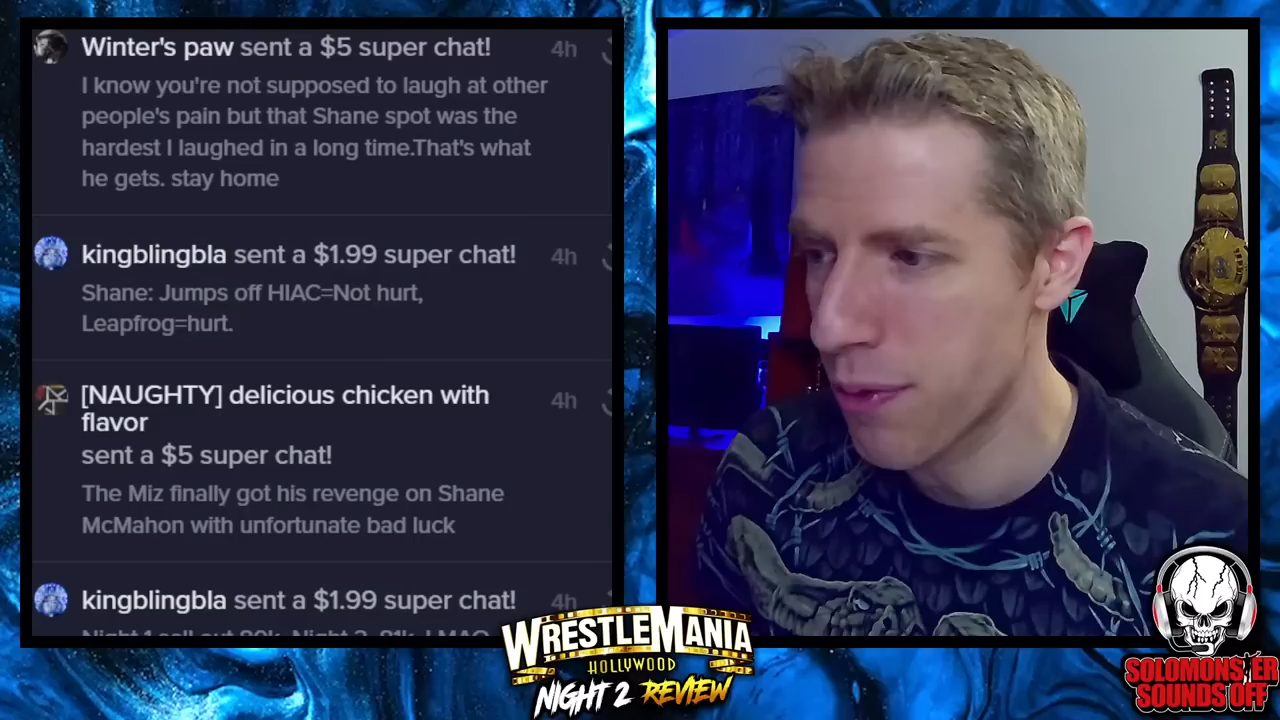 Winter's paw sent a $5 super chat!
4h
I know you're not supposed to laugh at other
people's pain but that Shane spot was the
hardest I laughed in a long time.That's what
he gets. stay home
kingblingbla sent a $1.99 super chat!
4h
Shane: Jumps off HIAC=Not hurt,
Leapfrog=hurt.
[NAUGHTY] delicious chicken with
flavor
4h
sent a $5 super chat!
The Miz finally got his revenge on Shane
McMahon with unfortunate bad luck
kingblingbla sent a $1.99 super chat!
4h
WRESTLEMANIA
HOLLYWOOD
NIGHT 2 REVIEW
SOLOMONSTER
SOUNDS OFF